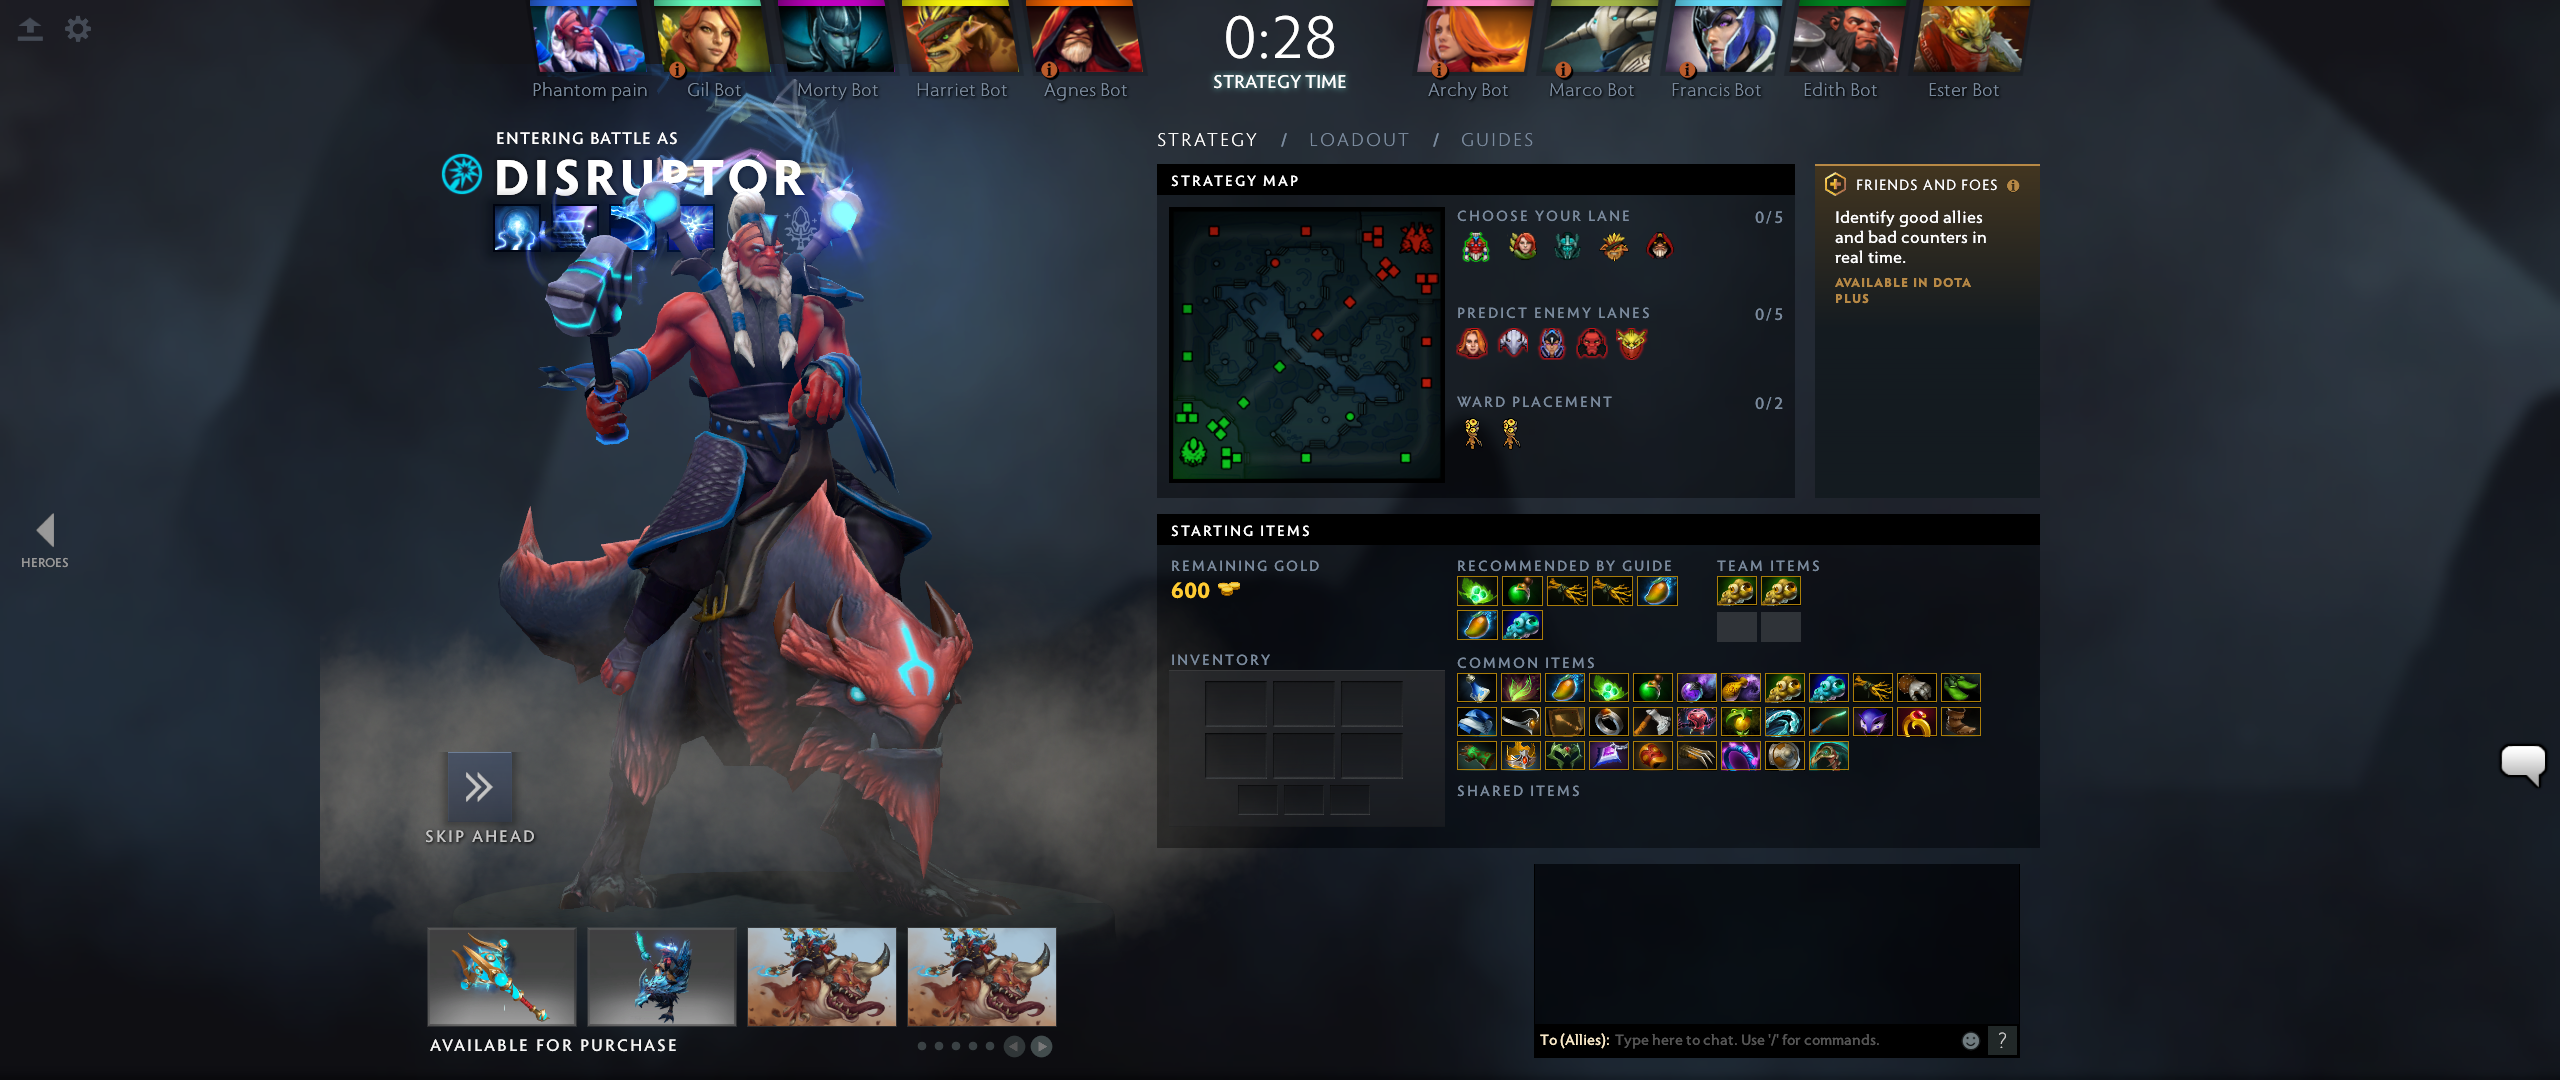 0:28
STRATEGY TIME
Phantom pain
Gil Bot
Morty Bot
Harriet Bot
Agnes Bot
Archy Bot
Marco Bot
Francis Bot
Edith Bot
Ester Bot
ENTERING BATTLE AS
DISRUPTOR
HEROES
SKIP AHEAD
AVAILABLE FOR PURCHASE
STRATEGY / LOADOUT / GUIDES
STRATEGY MAP
CHOOSE YOUR LANE 0/5
PREDICT ENEMY LANES 0/5
WARD PLACEMENT 0/2
FRIENDS AND FOES
Identify good allies
and bad counters in
real time.
AVAILABLE IN DOTA
PLUS
STARTING ITEMS
REMAINING GOLD
600
INVENTORY
RECOMMENDED BY GUIDE
TEAM ITEMS
COMMON ITEMS
SHARED ITEMS
To (Allies): Type here to chat. Use '/' for commands.
?